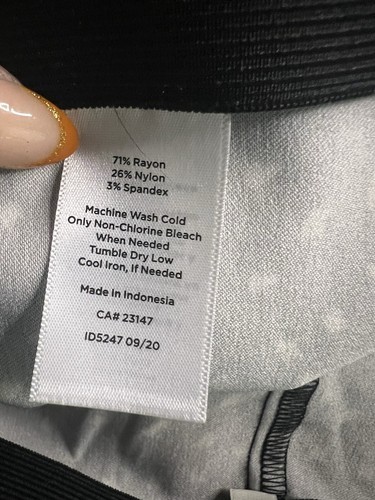 71% Rayon
26% Nylon
3% Spandex
Machine Wash Cold
Only Non-Chlorine Bleach
When Needed
Tumble Dry Low
Cool Iron, If Needed
Made in Indonesia
CA# 23147
ID5247 09/20